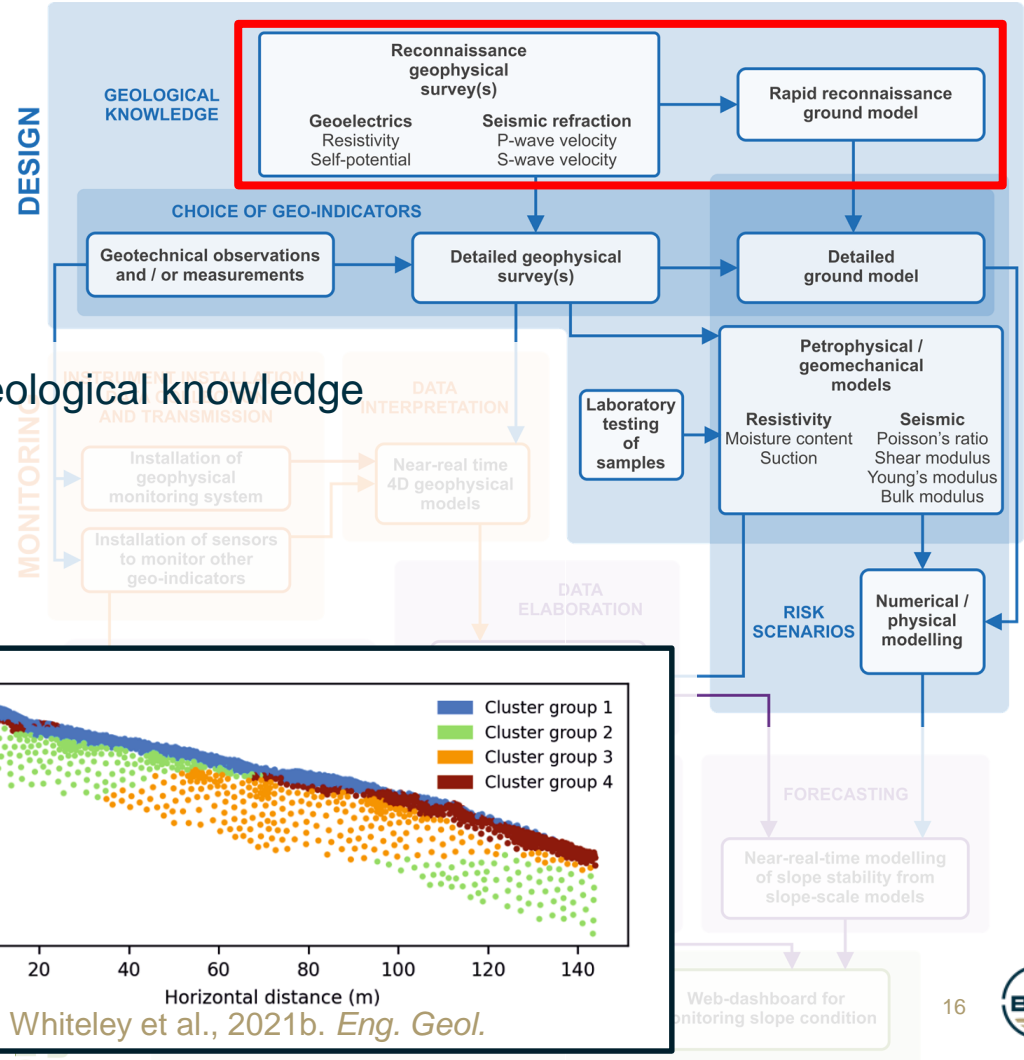 DESIGN
GEOLOGICAL
KNOWLEDGE
Reconnaissance
geophysical
survey(s)
Geoelectrics
Resistivity
Self-potential
Seismic refraction
P-wave velocity
S-wave velocity
Rapid reconnaissance
ground model
CHOICE OF GEO-INDICATORS
Geotechnical observations
and / or measurements
Detailed geophysical
survey(s)
Detailed
ground model
Petrophysical /
geomechanical
models
Resistivity
Moisture content
Suction
Seismic
Poisson's ratio
Shear modulus
Young's modulus
Bulk modulus
Laboratory
testing
of
samples
eological knowledge
MONITORING
INSTRUMENT INSTALLATION
AND TRANSMISSION
DATA
INTERPRETATION
Installation of
geophysical
monitoring system
Installation of sensors
to monitor other
geo-indicators
Near-real time
4D geophysical
models
DATA
ELABORATION
RISK
SCENARIOS
Numerical /
physical
modelling
FORECASTING
Near-real-time modelling
of slope stability from
slope-scale models
Web-dashboard for
onitoring slope condition
Cluster group 1
Cluster group 2
Cluster group 3
Cluster group 4
20 40 60 80 100 120 140
Horizontal distance (m)
Whiteley et al., 2021b. Eng. Geol.
16